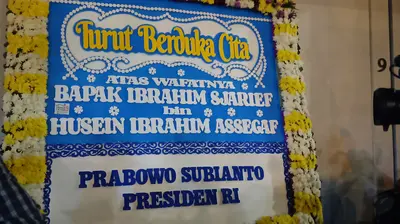 Turut Berduka Cita
ATAS WAFATNYA
BAPAK IBRAHIM SJARIEF
bin
HUSEIN IBRAHIM ASSEGAF
PRABOWO SUBIANTO
PRESIDEN RI
9